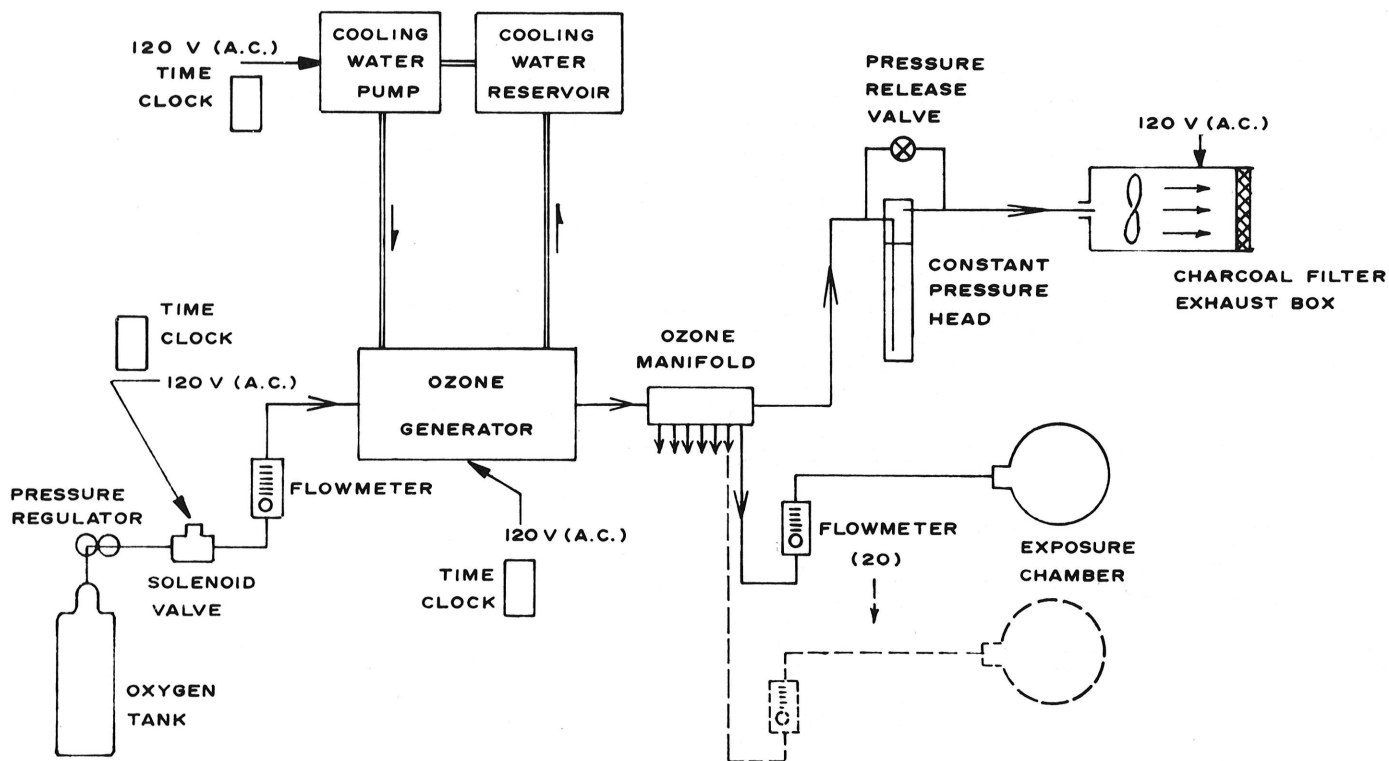 120 V (A.C.)
TIME
CLOCK
COOLING
WATER
PUMP
COOLING
WATER
RESERVOIR
PRESSURE
RELEASE
VALVE
120 V (A.C.)
CONSTANT
PRESSURE
HEAD
CHARCOAL FILTER
EXHAUST BOX
TIME
CLOCK
120 V (A.C.)
OZONE
GENERATOR
OZONE
MANIFOLD
FLOWMETER
PRESSURE
REGULATOR
SOLENOID
VALVE
120 V (A.C.)
TIME
CLOCK
FLOWMETER
(20)
EXPOSURE
CHAMBER
OXYGEN
TANK